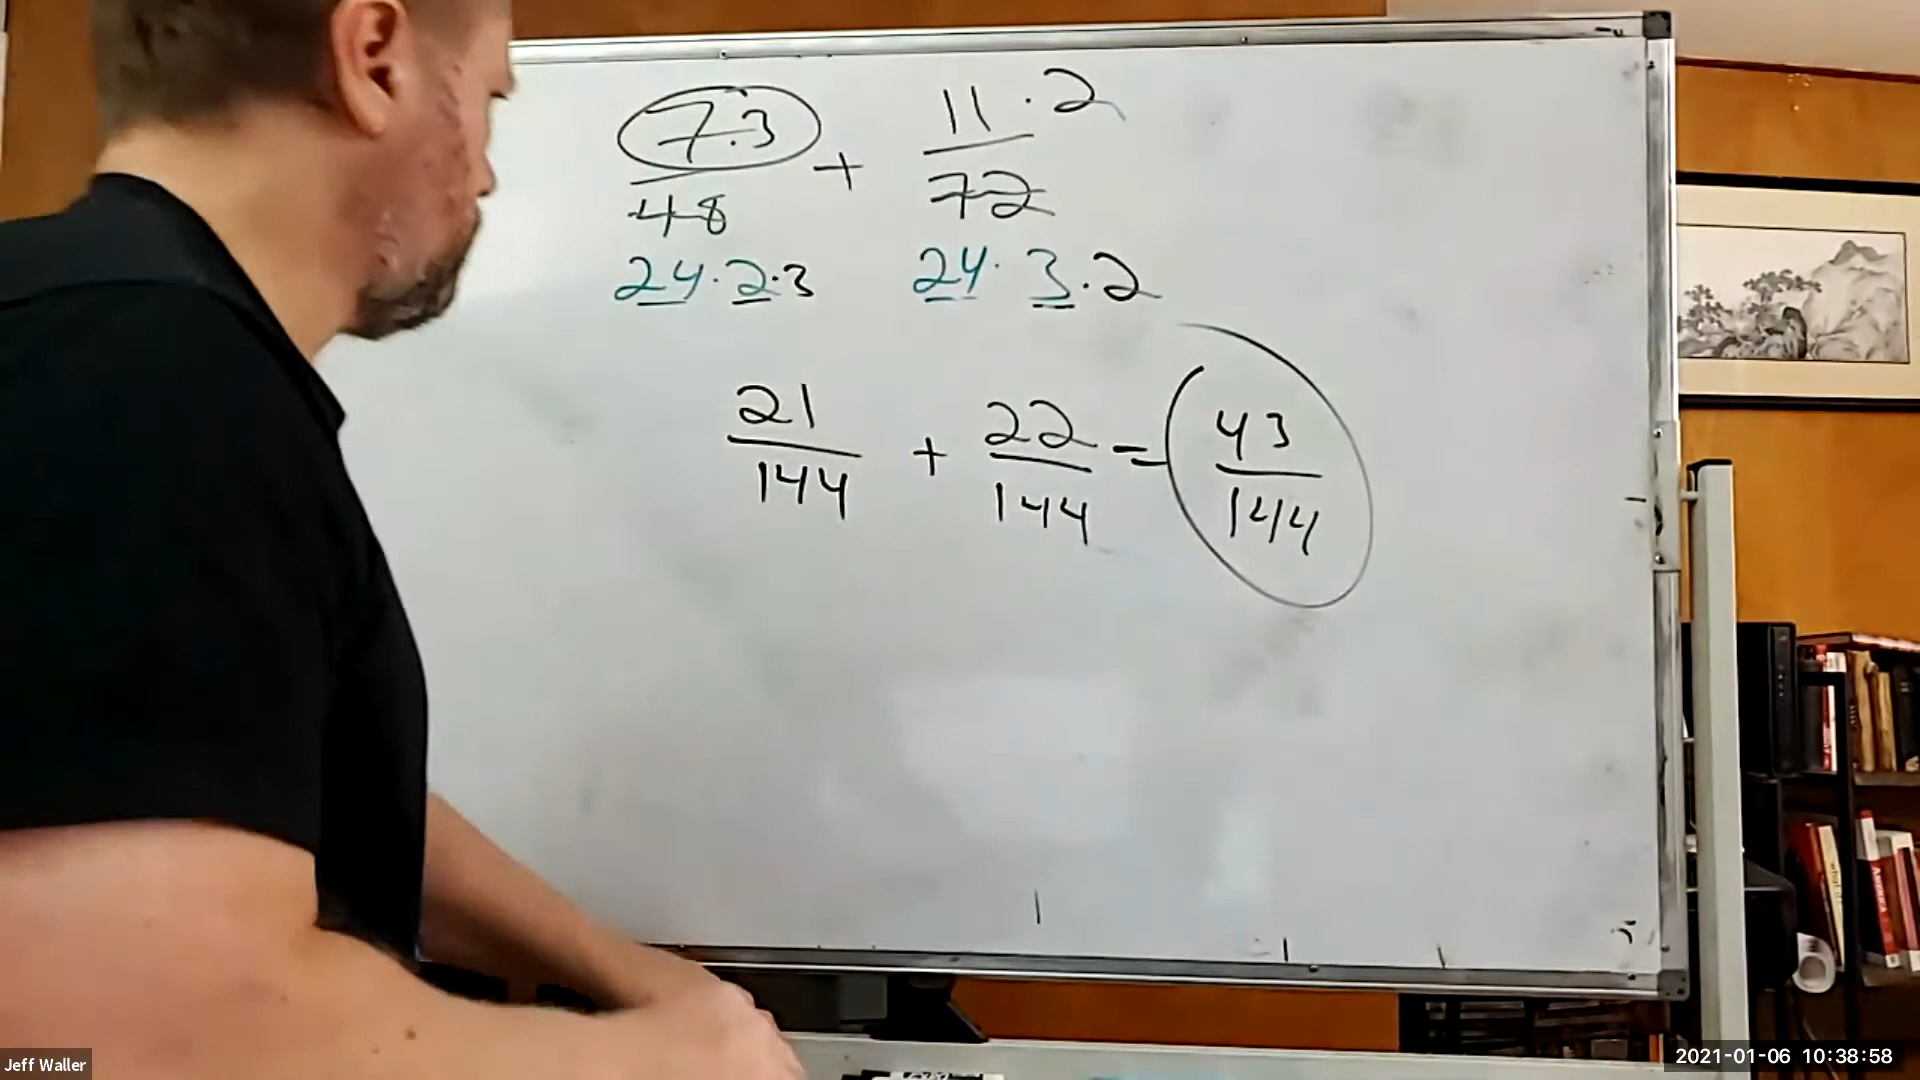 7.3 / 48 + 11 · 2 / 72
24 · 2 · 3 24 · 3 · 2
21 / 144 + 22 / 144 = 43 / 144
AMERICA
Jeff Waller
2021-01-06 10:38:58